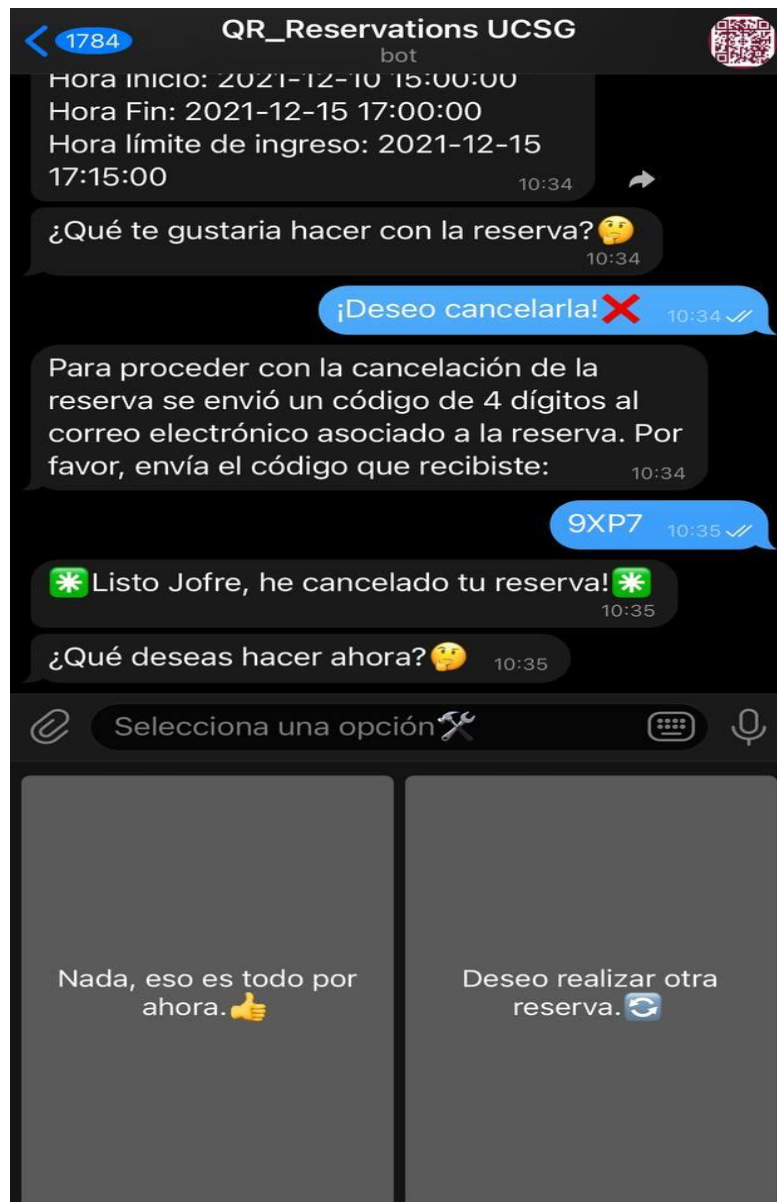 1784
QR_Reservations UCSG
bot
Hora Inicio: 2021-12-10 15:00:00
Hora Fin: 2021-12-15 17:00:00
Hora límite de ingreso: 2021-12-15
17:15:00
10:34
¿Qué te gustaria hacer con la reserva?🤔
10:34
¡Deseo cancelarla!❌ 10:34
Para proceder con la cancelación de la
reserva se envió un código de 4 dígitos al
correo electrónico asociado a la reserva. Por
favor, envía el código que recibiste: 10:34
9XP7 10:35
✳️Listo Jofre, he cancelado tu reserva!✳️
10:35
¿Qué deseas hacer ahora?🤔 10:35
Selecciona una opción🛠
Nada, eso es todo por
ahora.👍
Deseo realizar otra
reserva.🔄